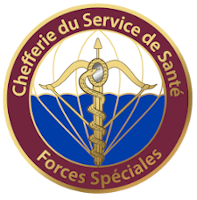 Chefferie du Service de Santé
Forces Spéciales